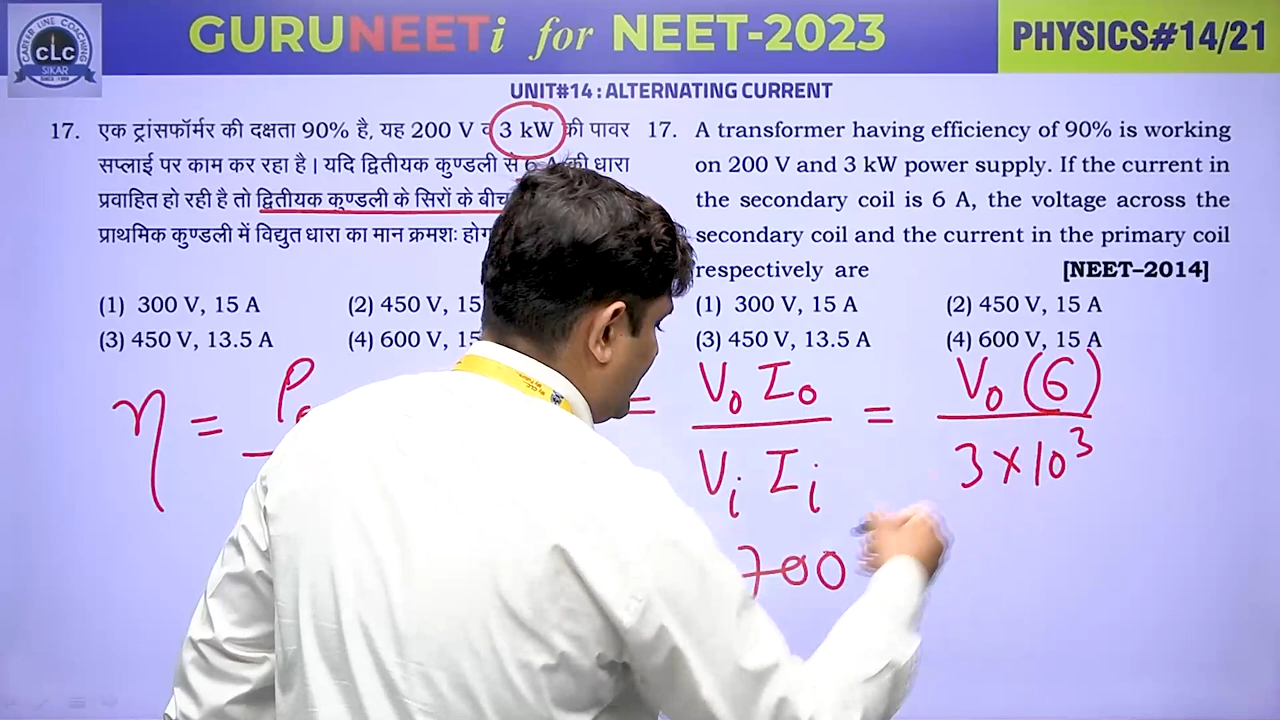 CAREER LINE COACHING
CLC
SIKAR
GURUNEETi for NEET-2023
PHYSICS#14/21
UNIT#14 : ALTERNATING CURRENT
17. एक ट्रांसफॉर्मर की दक्षता 90% है, यह 200 V व 3 kW की पावर
सप्लाई पर काम कर रहा है। यदि द्वितीयक कुण्डली से 6 A की धारा
प्रवाहित हो रही है तो द्वितीयक कुण्डली के सिरों के बीच
प्राथमिक कुण्डली में विद्युत धारा का मान क्रमशः
(1) 300 V, 15 A
(2) 450 V, 15
(3) 450 V, 13.5 A
(4) 600 V,
17. A transformer having efficiency of 90% is working
on 200 V and 3 kW power supply. If the current in
the secondary coil is 6 A, the voltage across the
secondary coil and the current in the primary coil
respectively are [NEET–2014]
(1) 300 V, 15 A
(2) 450 V, 15 A
(3) 450 V, 13.5 A
(4) 600 V, 15 A
η = P
= V₀ I₀ / Vᵢ Iᵢ = V₀ (6) / 3×10³
700